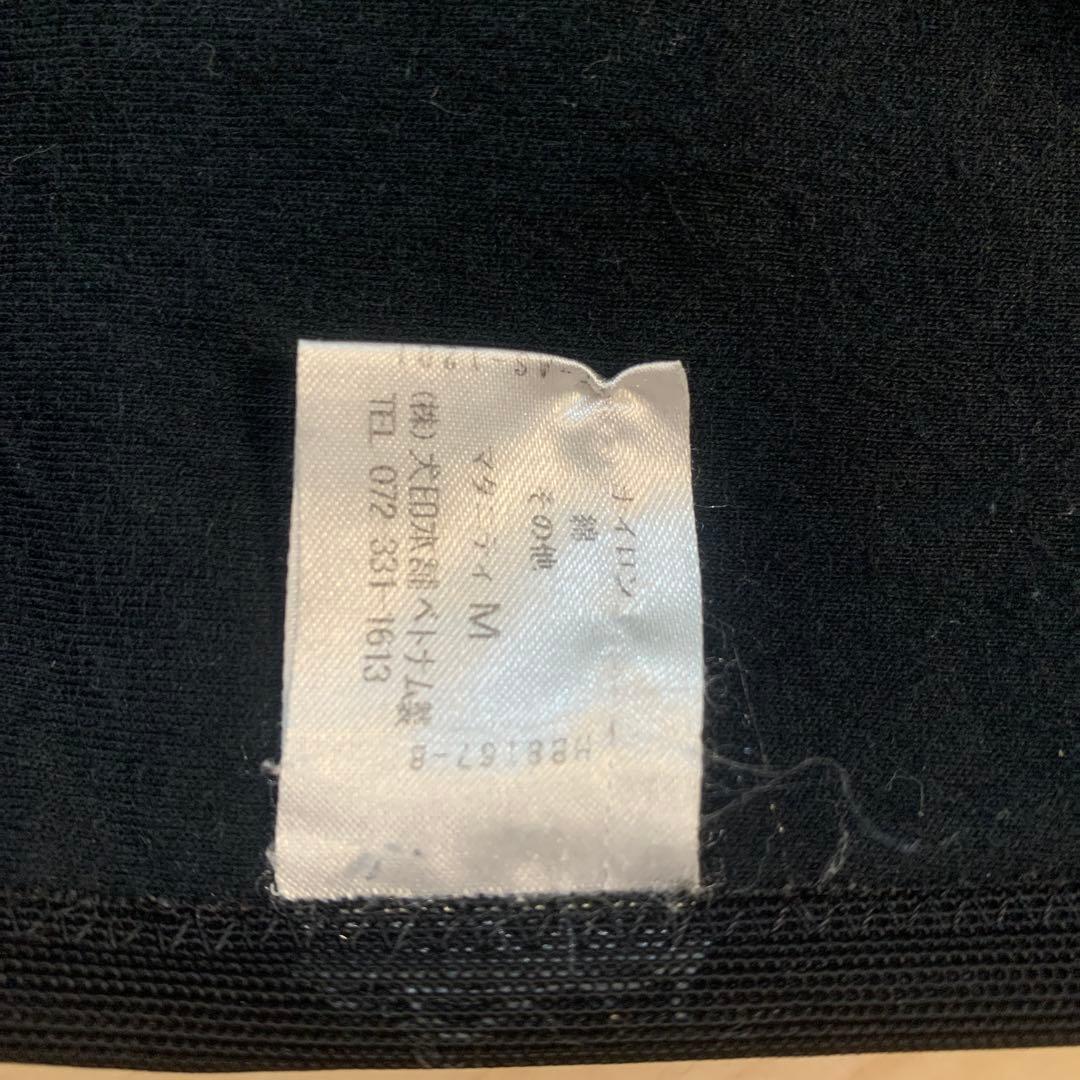 ナイロン
綿
その他
マタニティ M
(株)犬印本舗 ベトナム製
TEL 072-331-1613
H28167-B